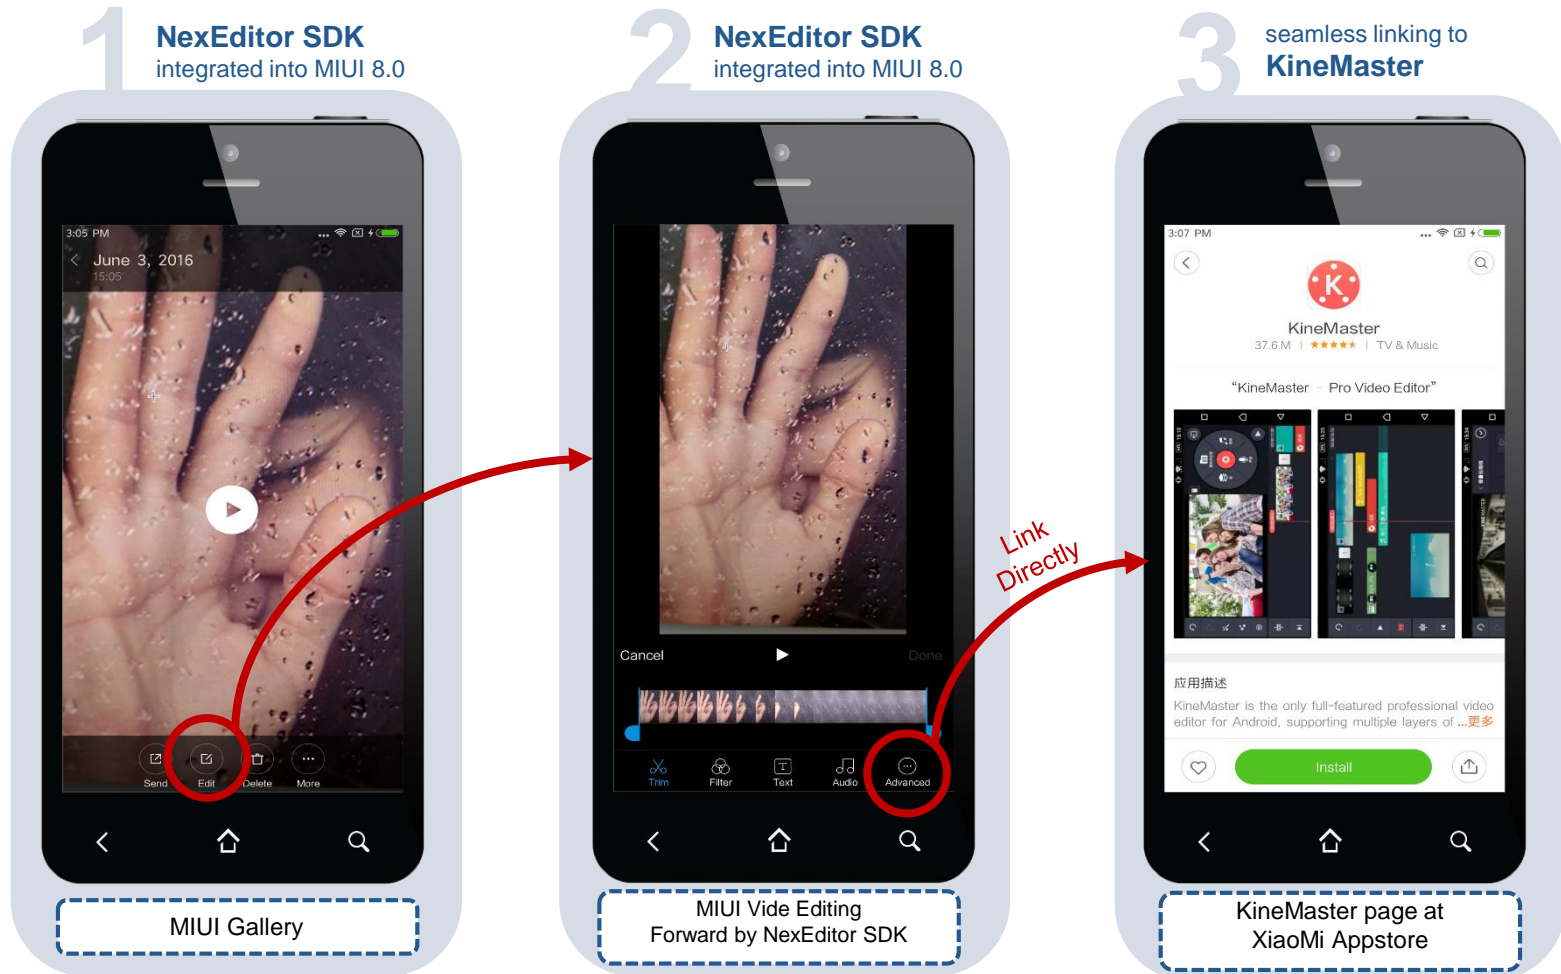 1
NexEditor SDK
integrated into MIUI 8.0
3:05 PM
June 3, 2016
15:05
Send
Edit
Delete
More
MIUI Gallery
2
NexEditor SDK
integrated into MIUI 8.0
Cancel
Done
Trim
Filter
Text
Audio
Advanced
MIUI Vide Editing
Forward by NexEditor SDK
Link
Directly
3
seamless linking to
KineMaster
3:07 PM
K
KineMaster
37.6 M | ★★★★★ | TV & Music
“KineMaster – Pro Video Editor”
应用描述
KineMaster is the only full-featured professional video
editor for Android, supporting multiple layers of ...更多
Install
KineMaster page at
XiaoMi Appstore